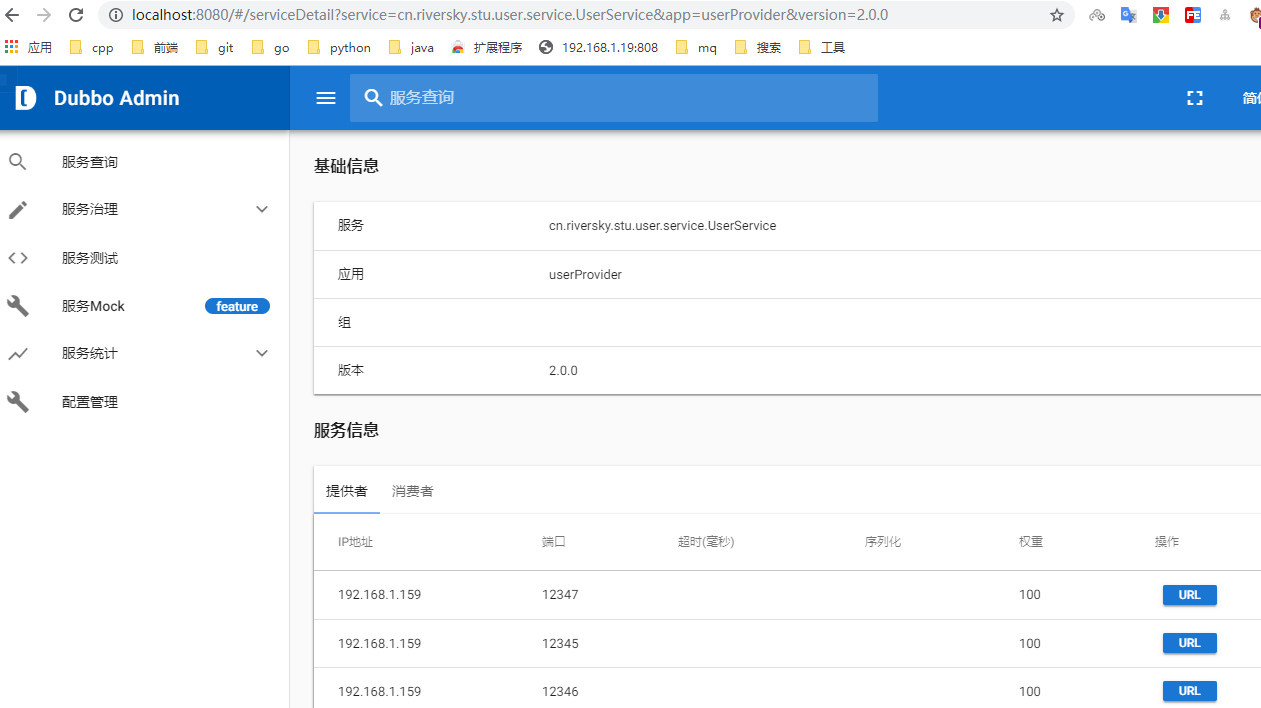 localhost:8080/#/serviceDetail?service=cn.riversky.stu.user.service.UserService&app=userProvider&version=2.0.0
应用 cpp 前端 git go python java 扩展程序 192.168.1.19:808 mq 搜索 工具
Dubbo Admin 服务查询 简体
服务查询
服务治理
服务测试
服务Mock feature
服务统计
配置管理
基础信息
服务 cn.riversky.stu.user.service.UserService
应用 userProvider
组
版本 2.0.0
服务信息
提供者 消费者
IP地址 端口 超时(毫秒) 序列化 权重 操作
192.168.1.159 12347 100 URL
192.168.1.159 12345 100 URL
192.168.1.159 12346 100 URL